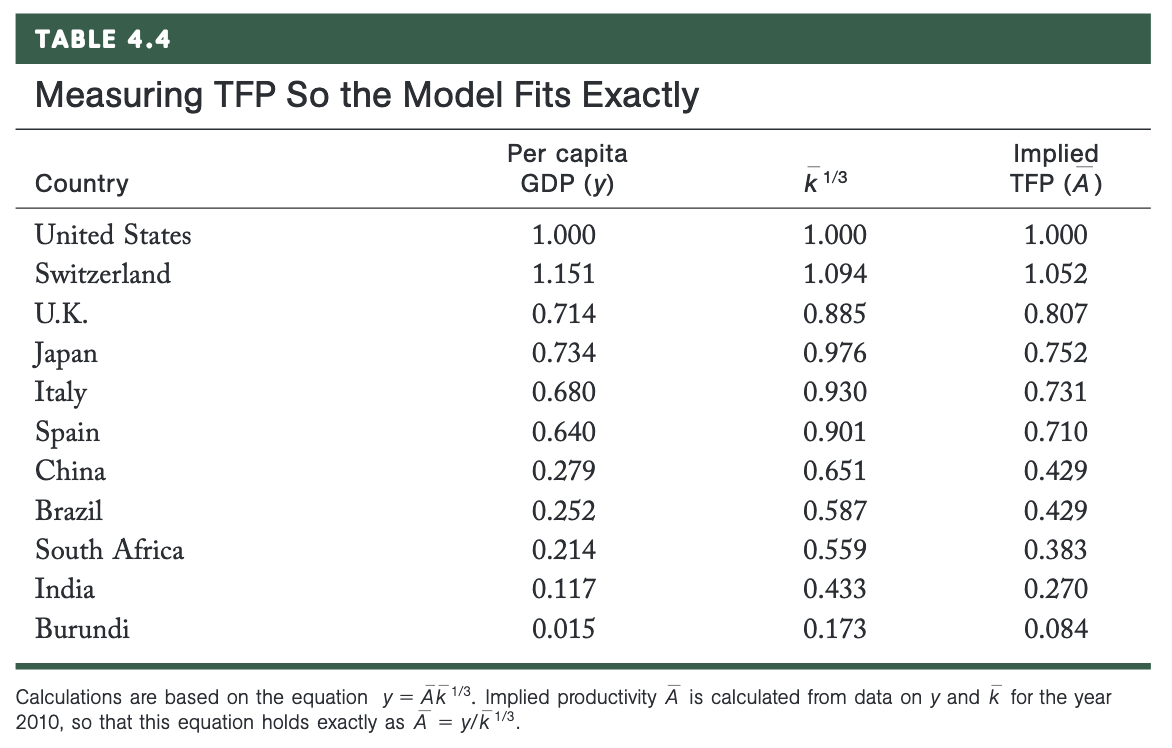 TABLE 4.4
Measuring TFP So the Model Fits Exactly
Per capita Implied
Country GDP (y) k̅ 1/3 TFP (A̅)
United States 1.000 1.000 1.000
Switzerland 1.151 1.094 1.052
U.K. 0.714 0.885 0.807
Japan 0.734 0.976 0.752
Italy 0.680 0.930 0.731
Spain 0.640 0.901 0.710
China 0.279 0.651 0.429
Brazil 0.252 0.587 0.429
South Africa 0.214 0.559 0.383
India 0.117 0.433 0.270
Burundi 0.015 0.173 0.084
Calculations are based on the equation y = A̅k̅ 1/3. Implied productivity A̅ is calculated from data on y and k̅ for the year
2010, so that this equation holds exactly as A̅ = y/k̅ 1/3.